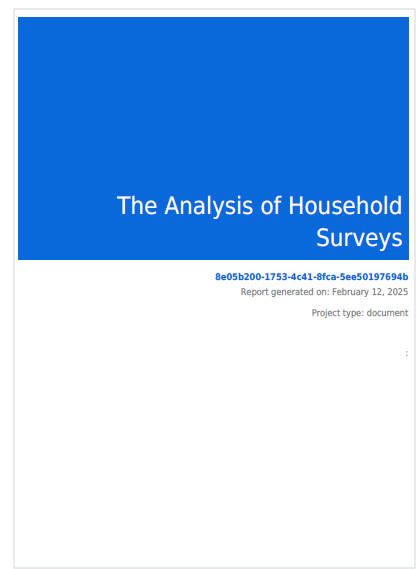 The Analysis of Household
Surveys
8e05b200-1753-4c41-8fca-5ee50197694b
Report generated on: February 12, 2025
Project type: document
: